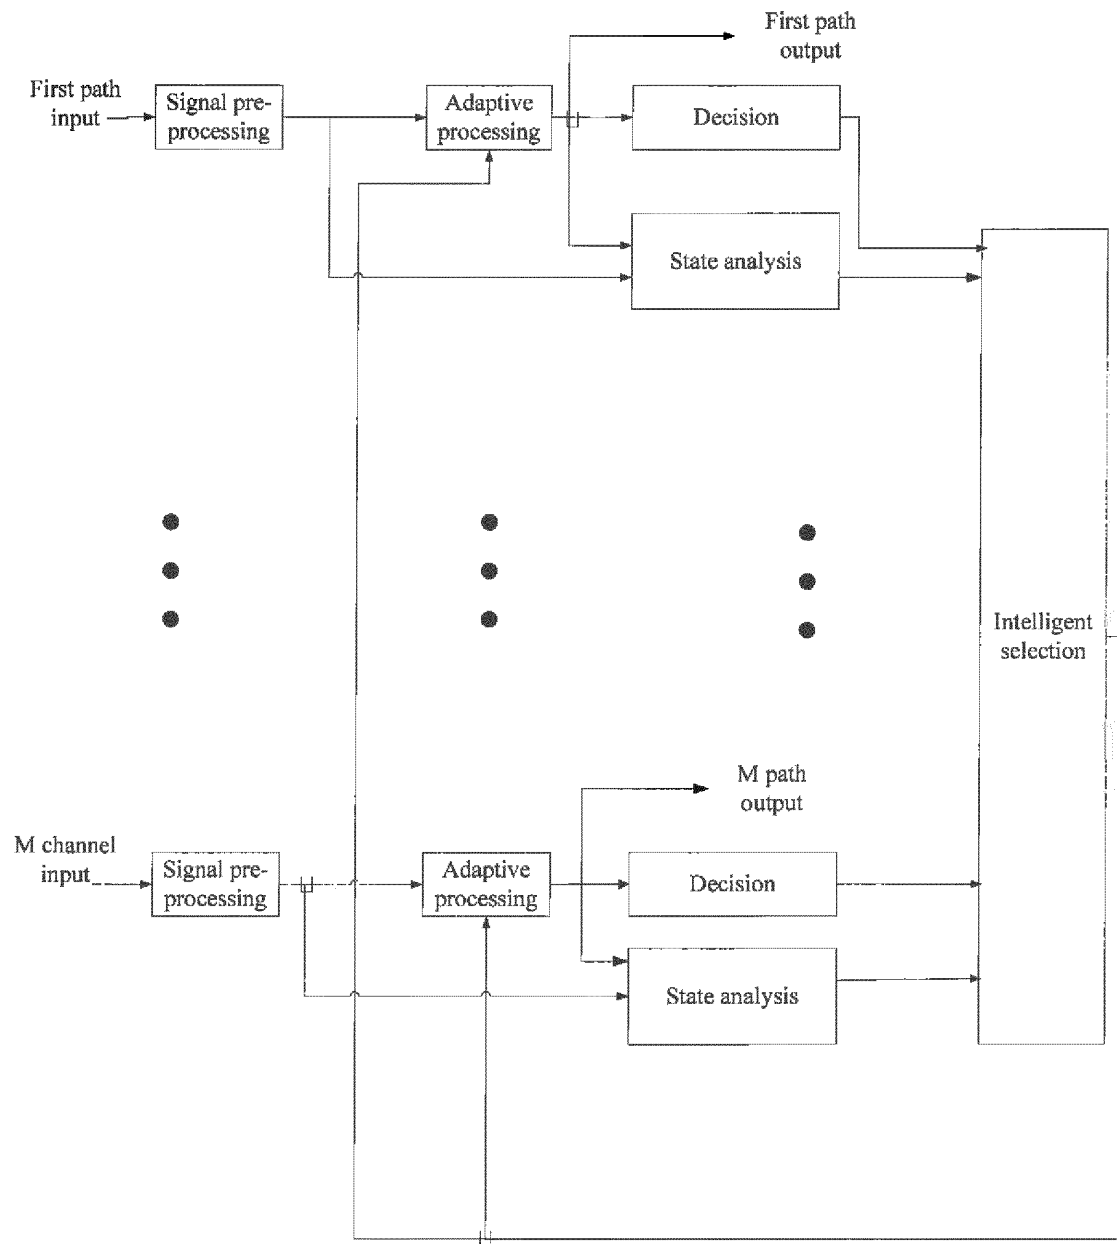 First path
output
First path
input
Signal pre-
processing
Adaptive
processing
Decision
State analysis
Intelligent
selection
M path
output
M channel
input
Signal pre-
processing
Adaptive
processing
Decision
State analysis